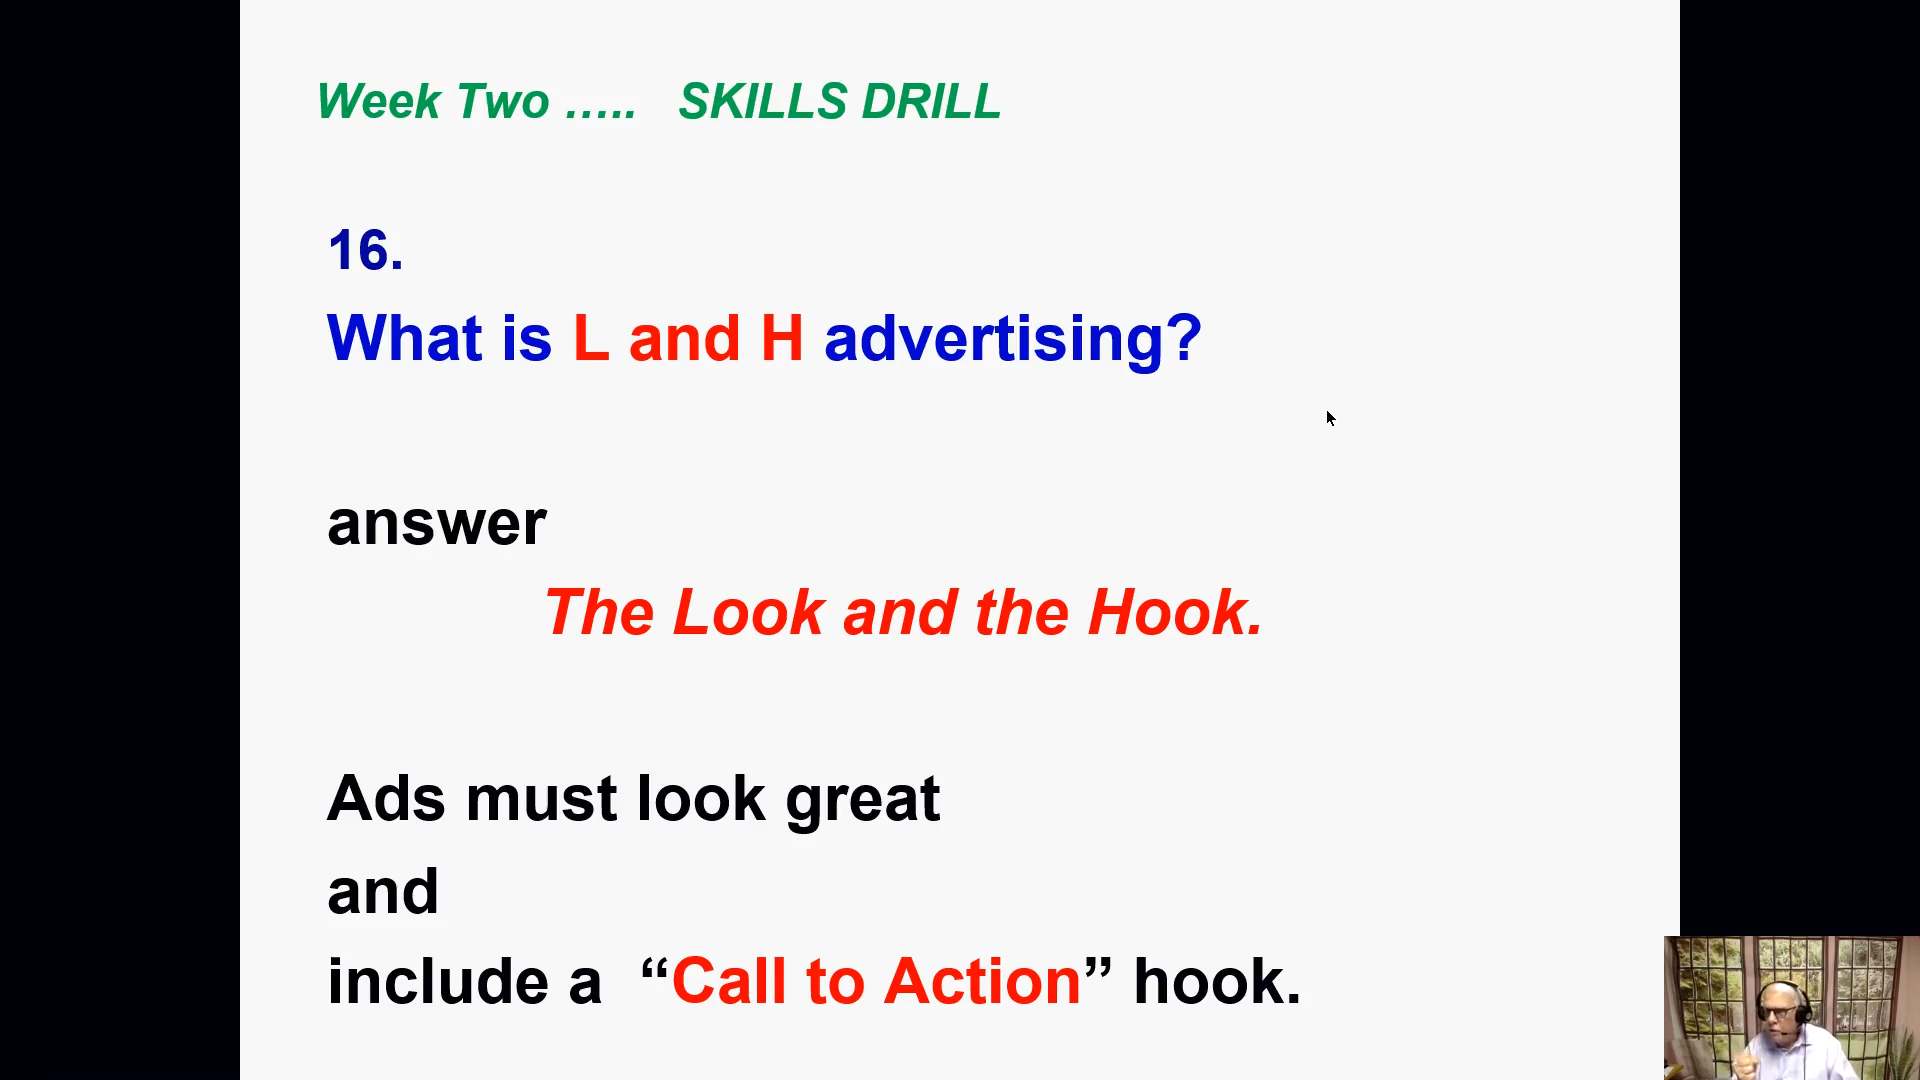 Week Two ..... SKILLS DRILL
16.
What is L and H advertising?
answer
The Look and the Hook.
Ads must look great
and
include a “Call to Action” hook.